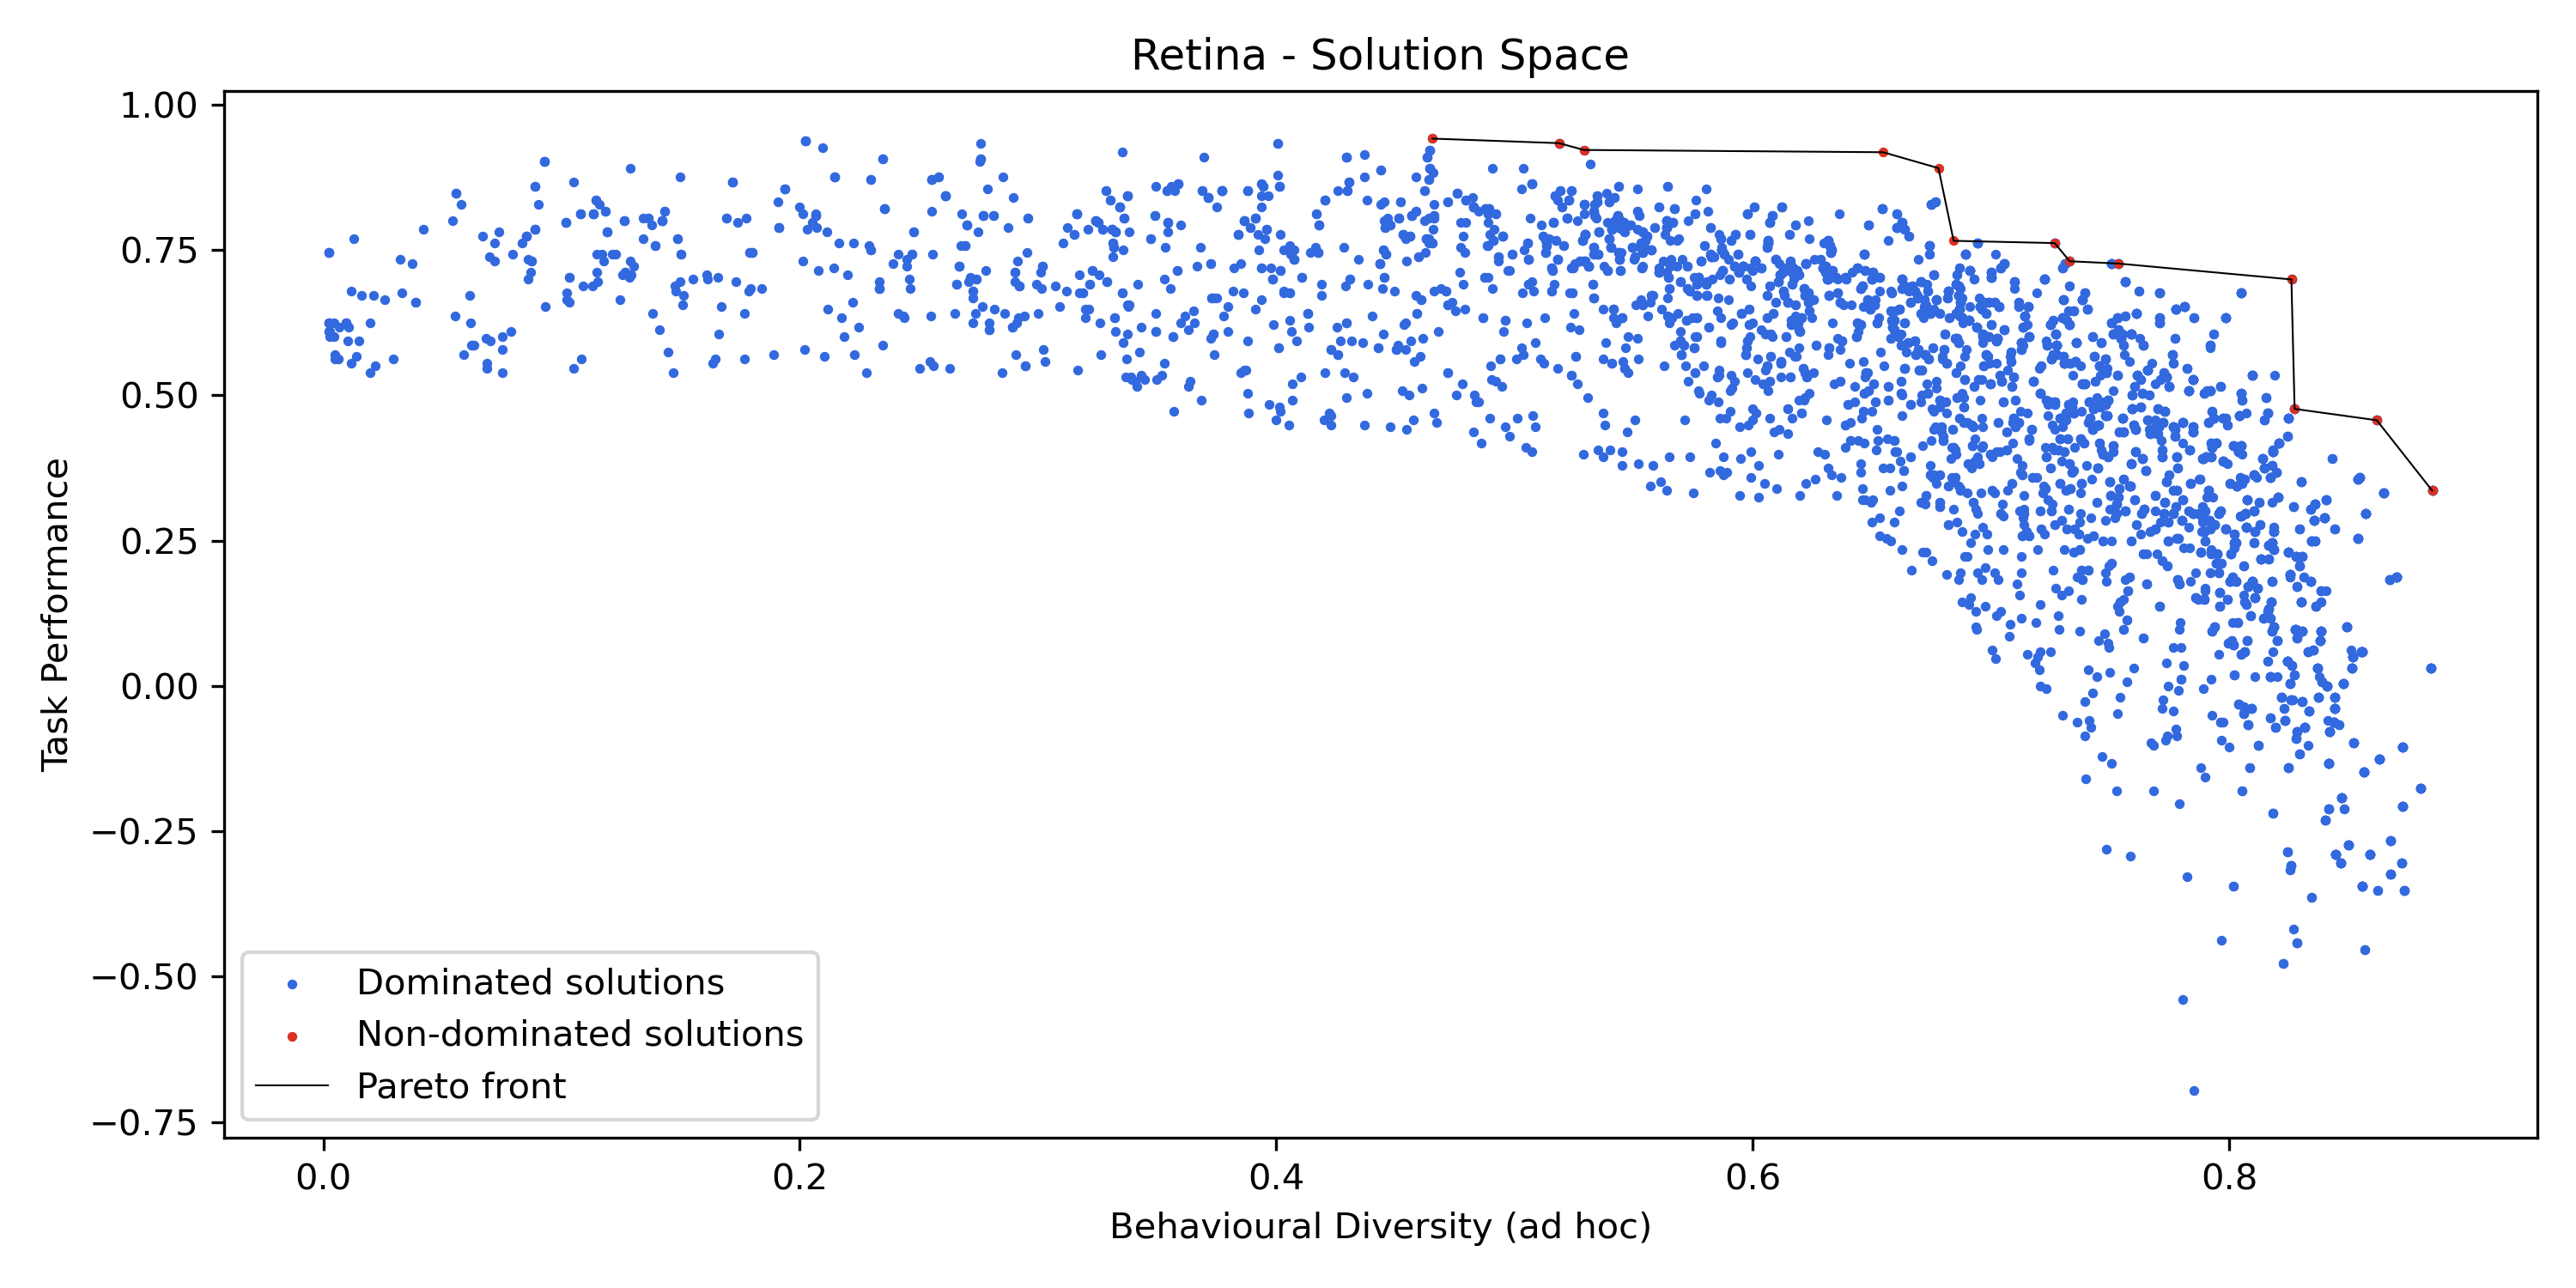 Retina - Solution Space
1.00
0.75
0.50
0.25
0.00
−0.25
−0.50
−0.75
Task Performance
Dominated solutions
Non-dominated solutions
Pareto front
0.0 0.2 0.4 0.6 0.8
Behavioural Diversity (ad hoc)